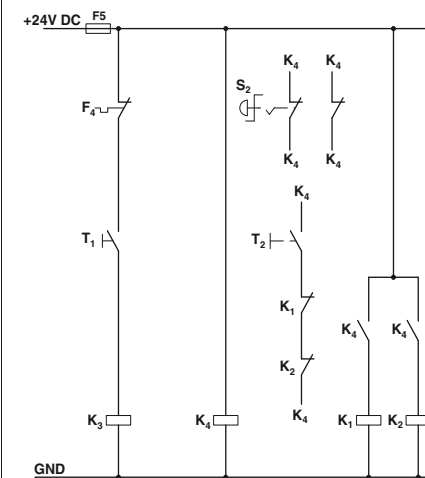 +24V DC F5
K₄ K₄
S₂
F₄
K₄ K₄
K₄
T₁ T₂
K₁
K₄ K₄
K₂
K₄
K₃ K₄ K₁ K₂
GND